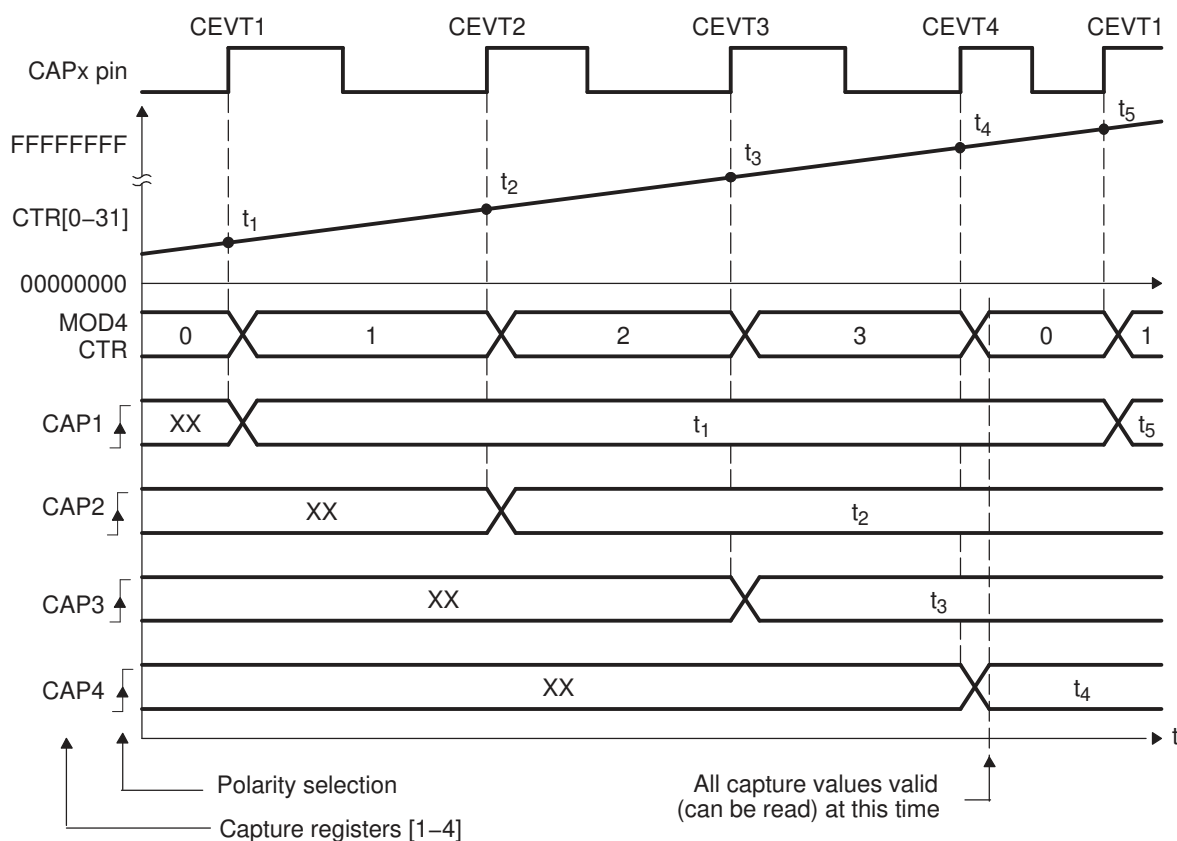 CEVT1 CEVT2 CEVT3 CEVT4 CEVT1
CAPx pin
FFFFFFFF
CTR[0−31]
00000000
t1
t2
t3
t4
t5
MOD4
CTR
0 1 2 3 0 1
CAP1 XX t1 t5
CAP2 XX t2
CAP3 XX t3
CAP4 XX t4
t
Polarity selection
Capture registers [1−4]
All capture values valid
(can be read) at this time